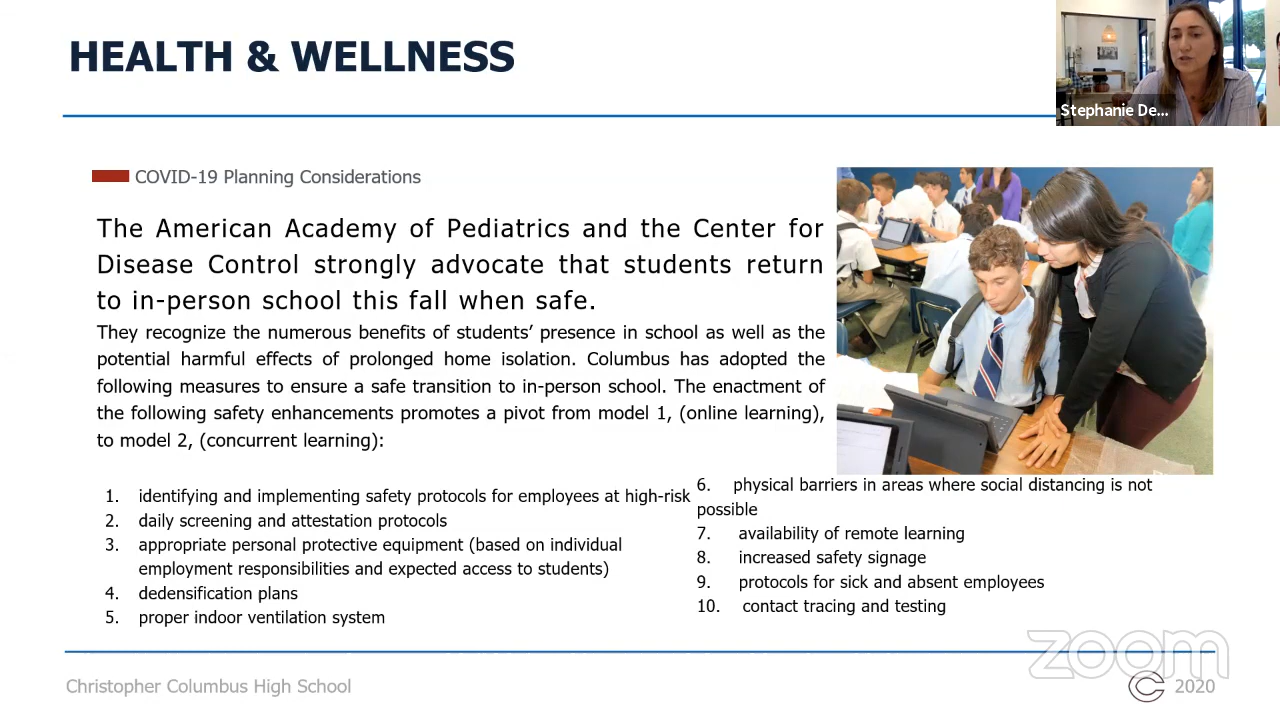 HEALTH & WELLNESS
Stephanie De...
COVID-19 Planning Considerations
The American Academy of Pediatrics and the Center for
Disease Control strongly advocate that students return
to in-person school this fall when safe.
They recognize the numerous benefits of students’ presence in school as well as the
potential harmful effects of prolonged home isolation. Columbus has adopted the
following measures to ensure a safe transition to in-person school. The enactment of
the following safety enhancements promotes a pivot from model 1, (online learning),
to model 2, (concurrent learning):
1. identifying and implementing safety protocols for employees at high-risk
2. daily screening and attestation protocols
3. appropriate personal protective equipment (based on individual
employment responsibilities and expected access to students)
4. dedensification plans
5. proper indoor ventilation system
6. physical barriers in areas where social distancing is not
possible
7. availability of remote learning
8. increased safety signage
9. protocols for sick and absent employees
10. contact tracing and testing
zoom
Christopher Columbus High School
C 2020